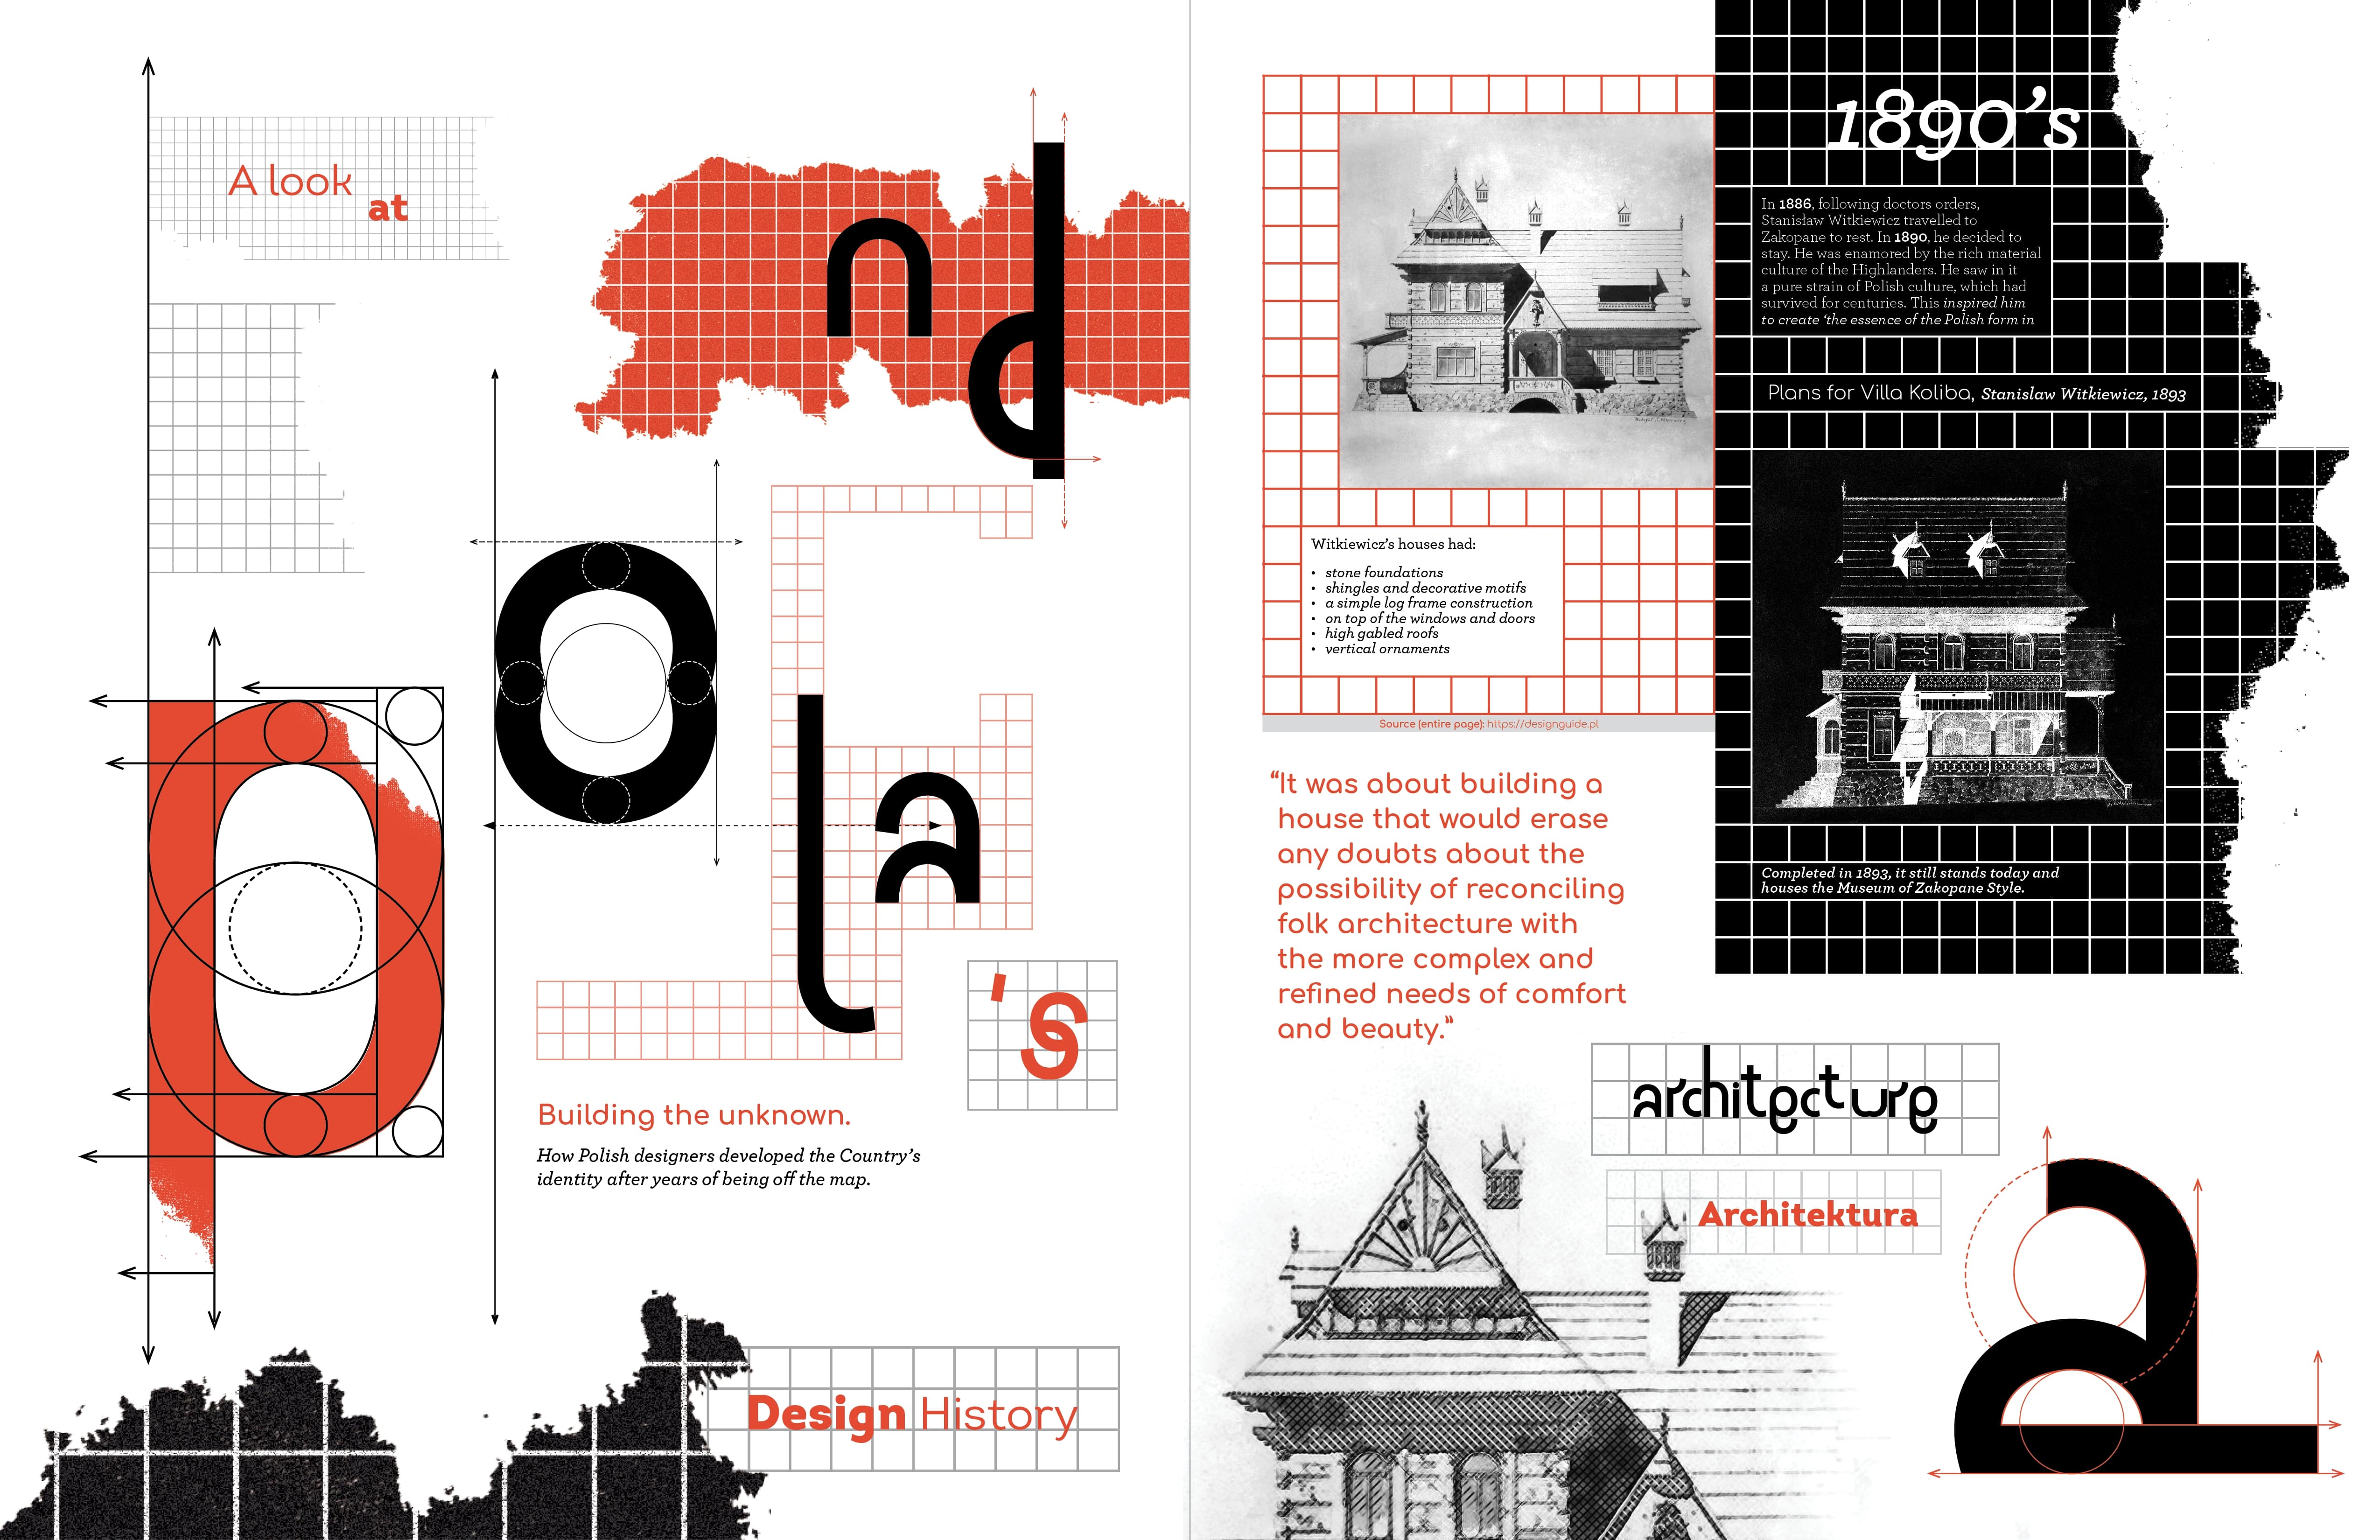 A look
at
poland
's
Building the unknown.
How Polish designers developed the Country's
identity after years of being off the map.
Design History
1890's
In 1886, following doctors orders,
Stanisław Witkiewicz travelled to
Zakopane to rest. In 1890, he decided to
stay. He was enamored by the rich material
culture of the Highlanders. He saw in it
a pure strain of Polish culture, which had
survived for centuries. This inspired him
to create ‘the essence of the Polish form in
Plans for Villa Koliba, Stanislaw Witkiewicz, 1893
Witkiewicz's houses had:
• stone foundations
• shingles and decorative motifs
• a simple log frame construction
• on top of the windows and doors
• high gabled roofs
• vertical ornaments
Source (entire page): https://designguide.pl
Completed in 1893, it still stands today and
houses the Museum of Zakopane Style.
“It was about building a
house that would erase
any doubts about the
possibility of reconciling
folk architecture with
the more complex and
refined needs of comfort
and beauty.”
architecture
Architektura
a